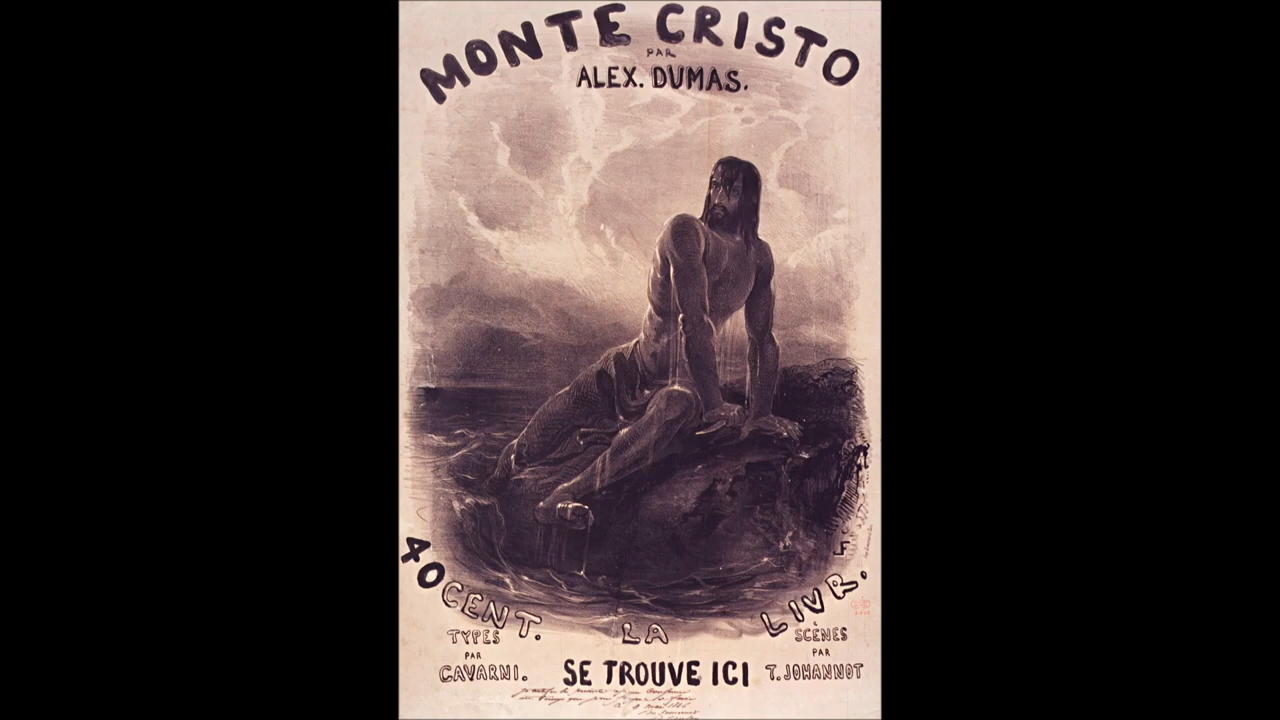 MONTE CRISTO
PAR
ALEX. DUMAS.
40 CENT. LA LIVR.
TYPES
PAR
CAVARNI.
SE TROUVE ICI
SCÈNES
PAR
T. JOHANNOT